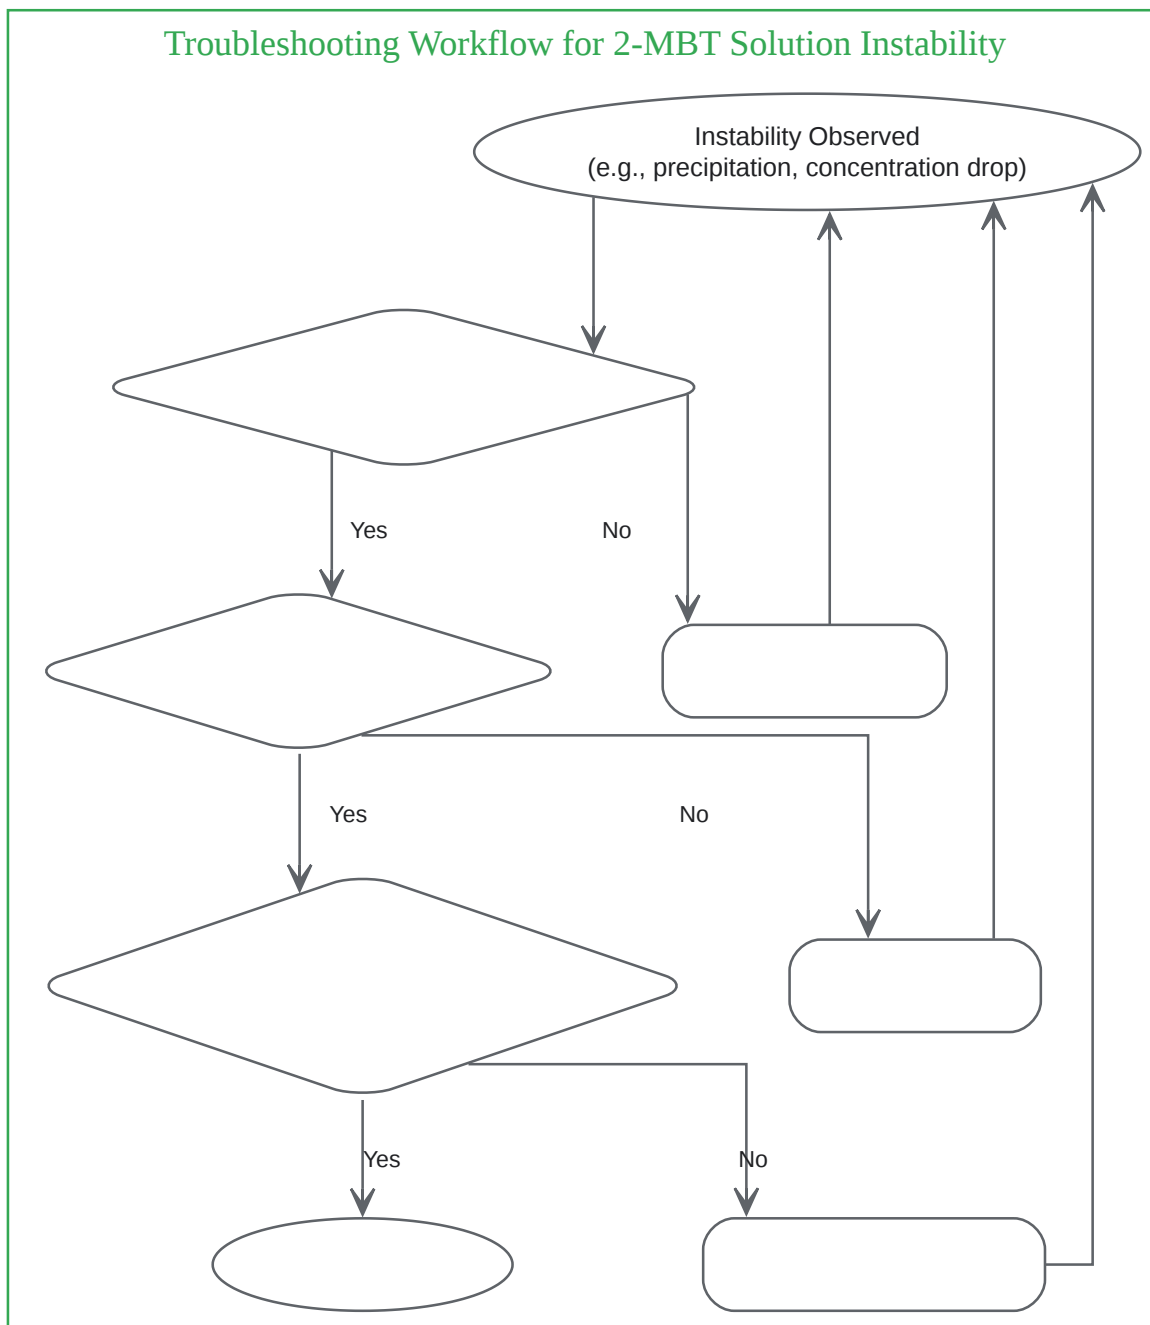 Troubleshooting Workflow for 2-MBT Solution Instability
Instability Observed
(e.g., precipitation, concentration drop)
Yes
No
Yes
No
Yes
No